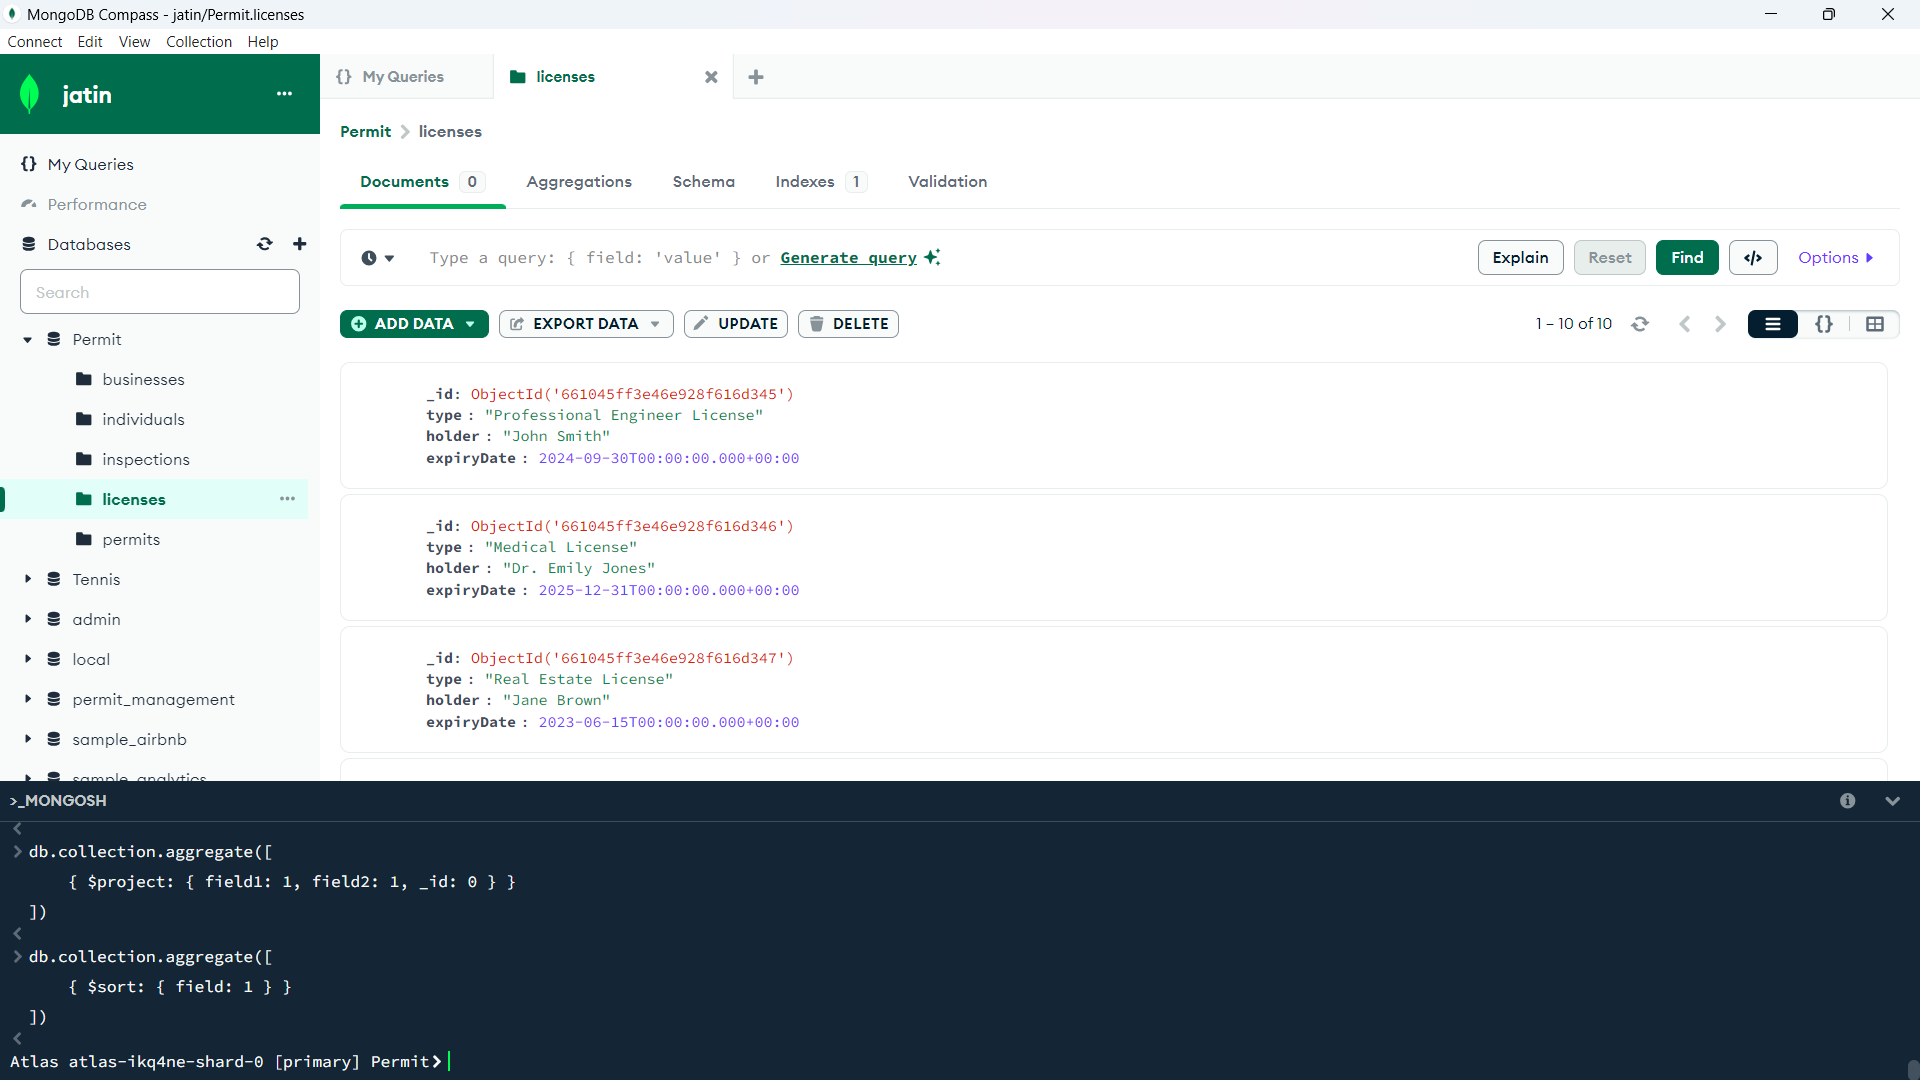 MongoDB Compass - jatin/Permit.licenses
Connect Edit View Collection Help
jatin
My Queries
Performance
Databases
Search
Permit
businesses
individuals
inspections
licenses
permits
Tennis
admin
local
permit_management
sample_airbnb
sample_analytics
{} My Queries
licenses
Permit > licenses
Documents 0 Aggregations Schema Indexes 1 Validation
Type a query: { field: 'value' } or Generate query
Explain Reset Find </> Options
ADD DATA EXPORT DATA UPDATE DELETE
1 – 10 of 10
{}
_id: ObjectId('661045ff3e46e928f616d345')
type : "Professional Engineer License"
holder : "John Smith"
expiryDate : 2024-09-30T00:00:00.000+00:00
_id: ObjectId('661045ff3e46e928f616d346')
type : "Medical License"
holder : "Dr. Emily Jones"
expiryDate : 2025-12-31T00:00:00.000+00:00
_id: ObjectId('661045ff3e46e928f616d347')
type : "Real Estate License"
holder : "Jane Brown"
expiryDate : 2023-06-15T00:00:00.000+00:00
>_MONGOSH
<
> db.collection.aggregate([
{ $project: { field1: 1, field2: 1, _id: 0 } }
])
<
> db.collection.aggregate([
{ $sort: { field: 1 } }
])
<
Atlas atlas-ikq4ne-shard-0 [primary] Permit>